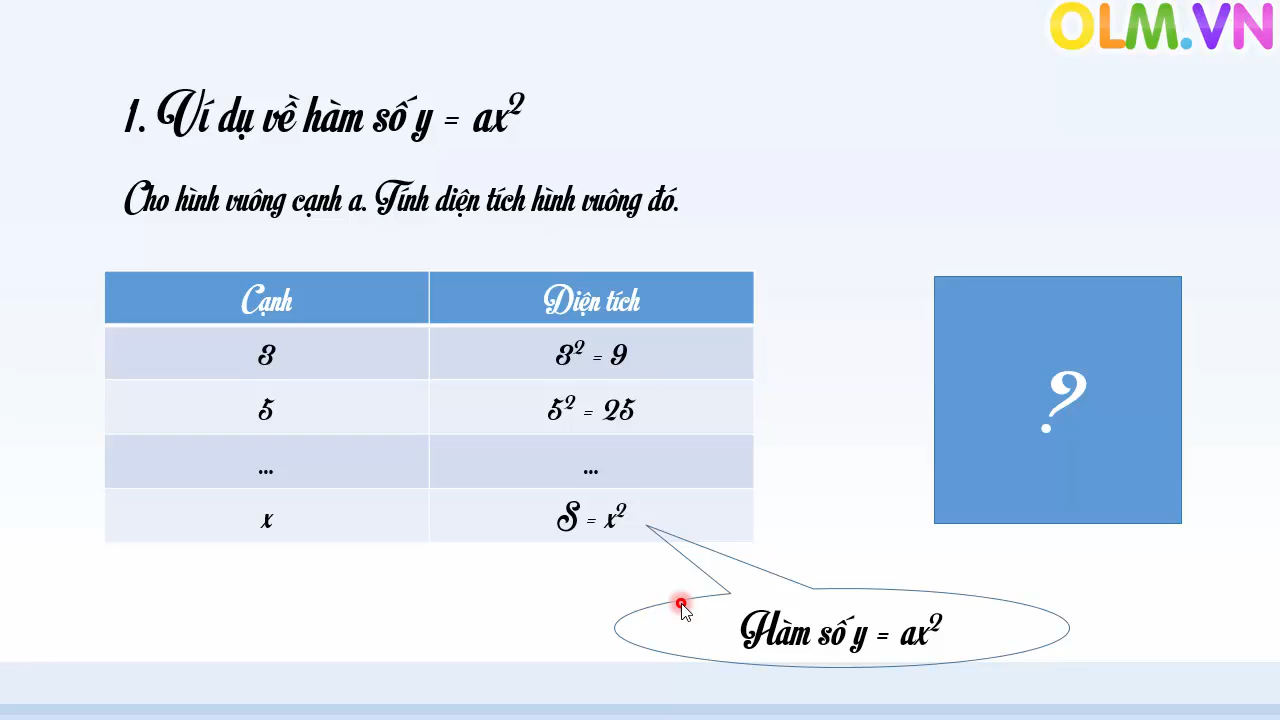 OLM.VN
1. Ví dụ về hàm số y = ax²
Cho hình vuông cạnh a. Tính diện tích hình vuông đó.
Cạnh Diện tích
3 3² = 9
5 5² = 25
... ...
x S = x²
?
Hàm số y = ax²